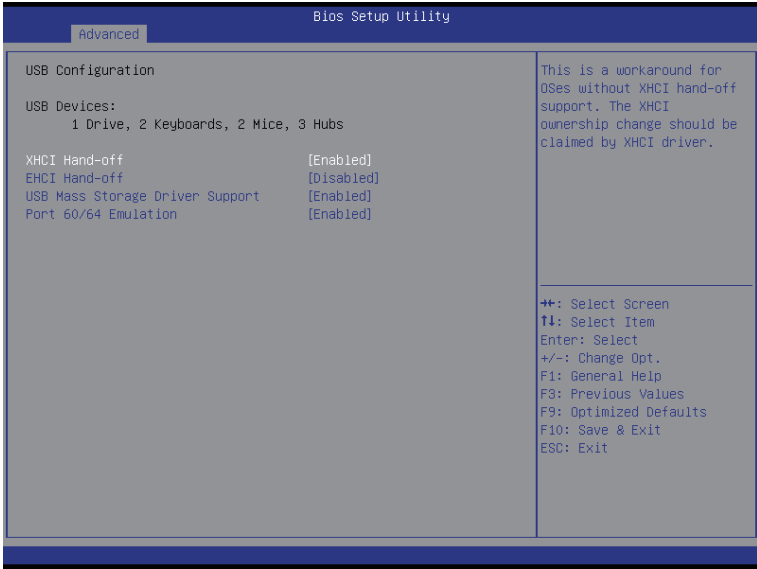 Bios Setup Utility
Advanced
USB Configuration
USB Devices:
1 Drive, 2 Keyboards, 2 Mice, 3 Hubs
XHCI Hand-off [Enabled]
EHCI Hand-off [Disabled]
USB Mass Storage Driver Support [Enabled]
Port 60/64 Emulation [Enabled]
This is a workaround for
OSes without XHCI hand-off
support. The XHCI
ownership change should be
claimed by XHCI driver.
→←: Select Screen
↑↓: Select Item
Enter: Select
+/-: Change Opt.
F1: General Help
F3: Previous Values
F9: Optimized Defaults
F10: Save & Exit
ESC: Exit